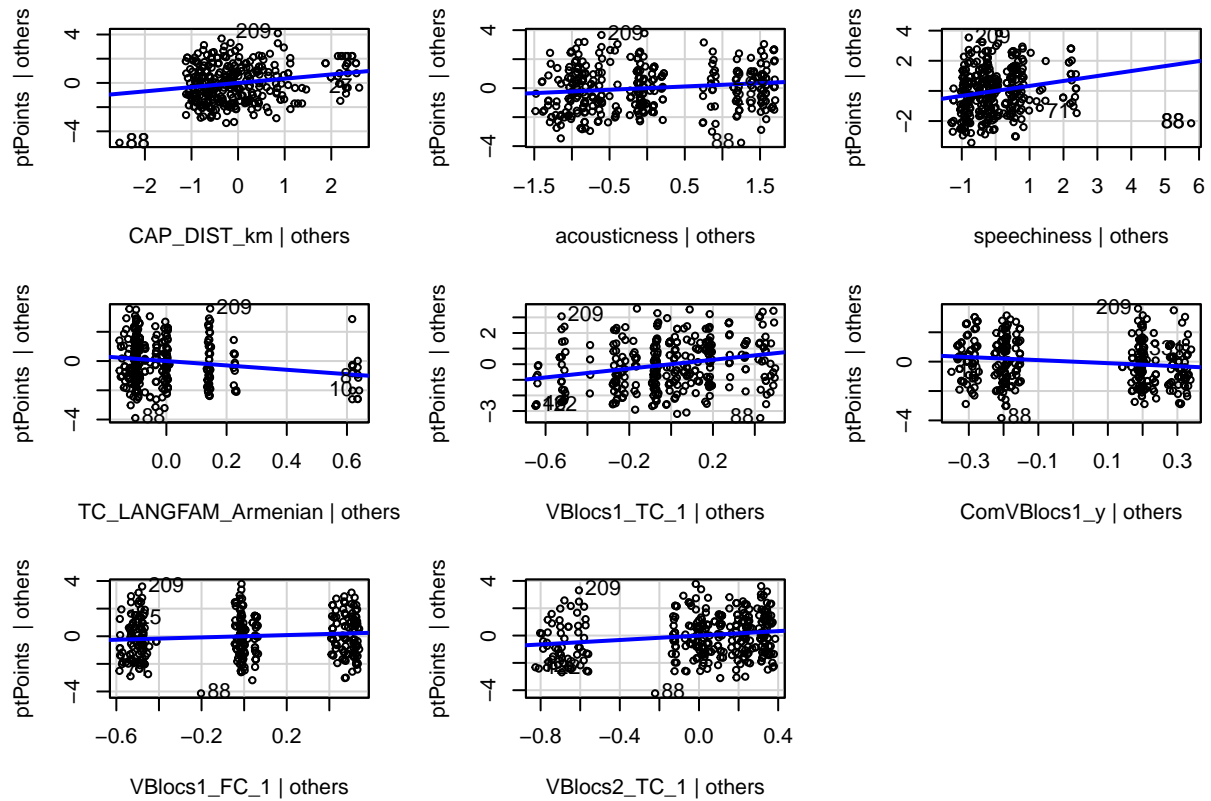 ptPoints | others
4
0
−4
209
88
−2 −1 0 1 2
CAP_DIST_km | others
ptPoints | others
4
0
−4
209
88
−1.5 −0.5 0.5 1.5
acousticness | others
ptPoints | others
4
2
−2
209
71
88
−1 0 1 2 3 4 5 6
speechiness | others
ptPoints | others
0
−4
209
10
0.0 0.2 0.4 0.6
TC_LANGFAM_Armenian | others
ptPoints | others
2
0
−3
209
88
−0.6 −0.2 0.2
VBlocs1_TC_1 | others
ptPoints | others
0
−4
209
88
−0.3 −0.1 0.1 0.3
ComVBlocs1_y | others
ptPoints | others
4
0
−4
209
88
−0.6 −0.2 0.2
VBlocs1_FC_1 | others
ptPoints | others
4
0
−4
209
88
−0.8 −0.4 0.0 0.4
VBlocs2_TC_1 | others